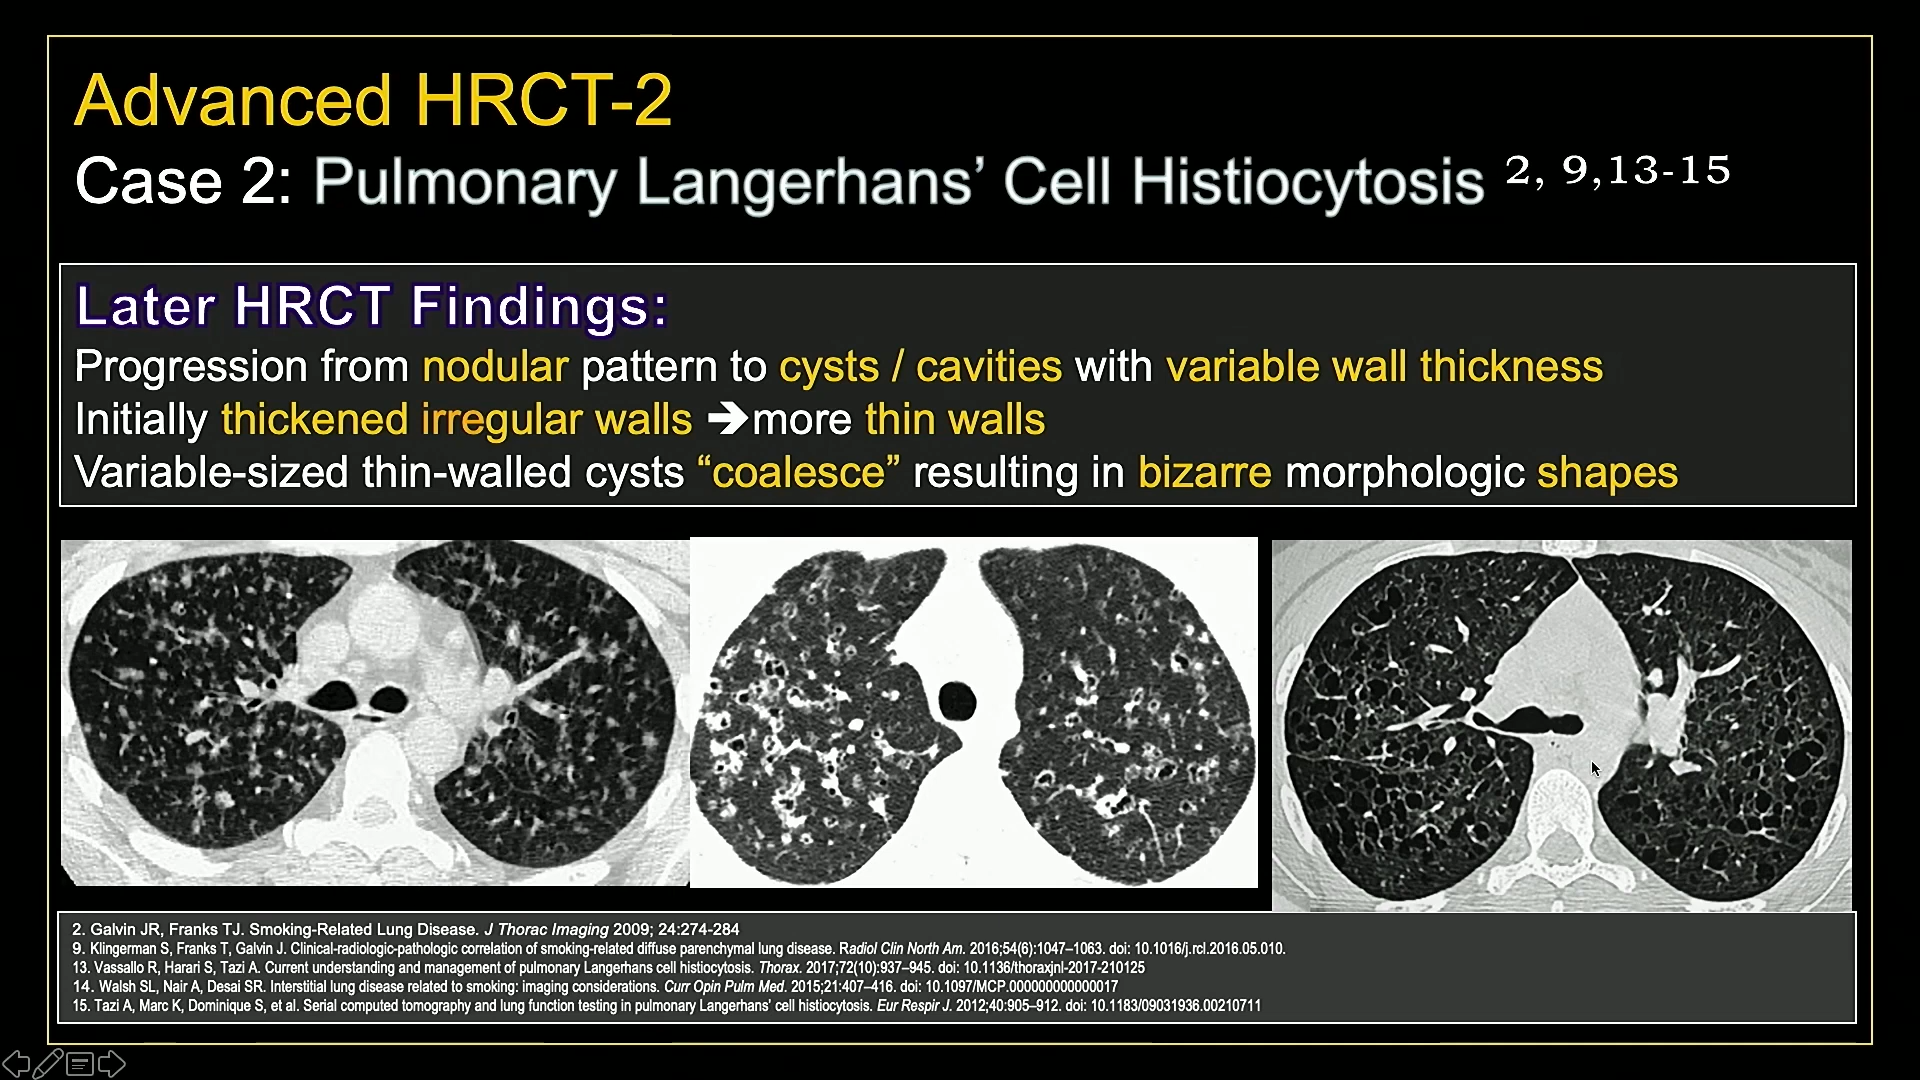 Advanced HRCT-2
Case 2: Pulmonary Langerhans’ Cell Histiocytosis 2, 9,13-15
Later HRCT Findings:
Progression from nodular pattern to cysts / cavities with variable wall thickness
Initially thickened irregular walls ➔more thin walls
Variable-sized thin-walled cysts “coalesce” resulting in bizarre morphologic shapes
2. Galvin JR, Franks TJ. Smoking-Related Lung Disease. J Thorac Imaging 2009; 24:274-284
9. Klingerman S, Franks T, Galvin J. Clinical-radiologic-pathologic correlation of smoking-related diffuse parenchymal lung disease. Radiol Clin North Am. 2016;54(6):1047–1063. doi: 10.1016/j.rcl.2016.05.010.
13. Vassallo R, Harari S, Tazi A. Current understanding and management of pulmonary Langerhans cell histiocytosis. Thorax. 2017;72(10):937–945. doi: 10.1136/thoraxjnl-2017-210125
14. Walsh SL, Nair A, Desai SR. Interstitial lung disease related to smoking: imaging considerations. Curr Opin Pulm Med. 2015;21:407–416. doi: 10.1097/MCP.000000000000017
15. Tazi A, Marc K, Dominique S, et al. Serial computed tomography and lung function testing in pulmonary Langerhans’ cell histiocytosis. Eur Respir J. 2012;40:905–912. doi: 10.1183/09031936.00210711